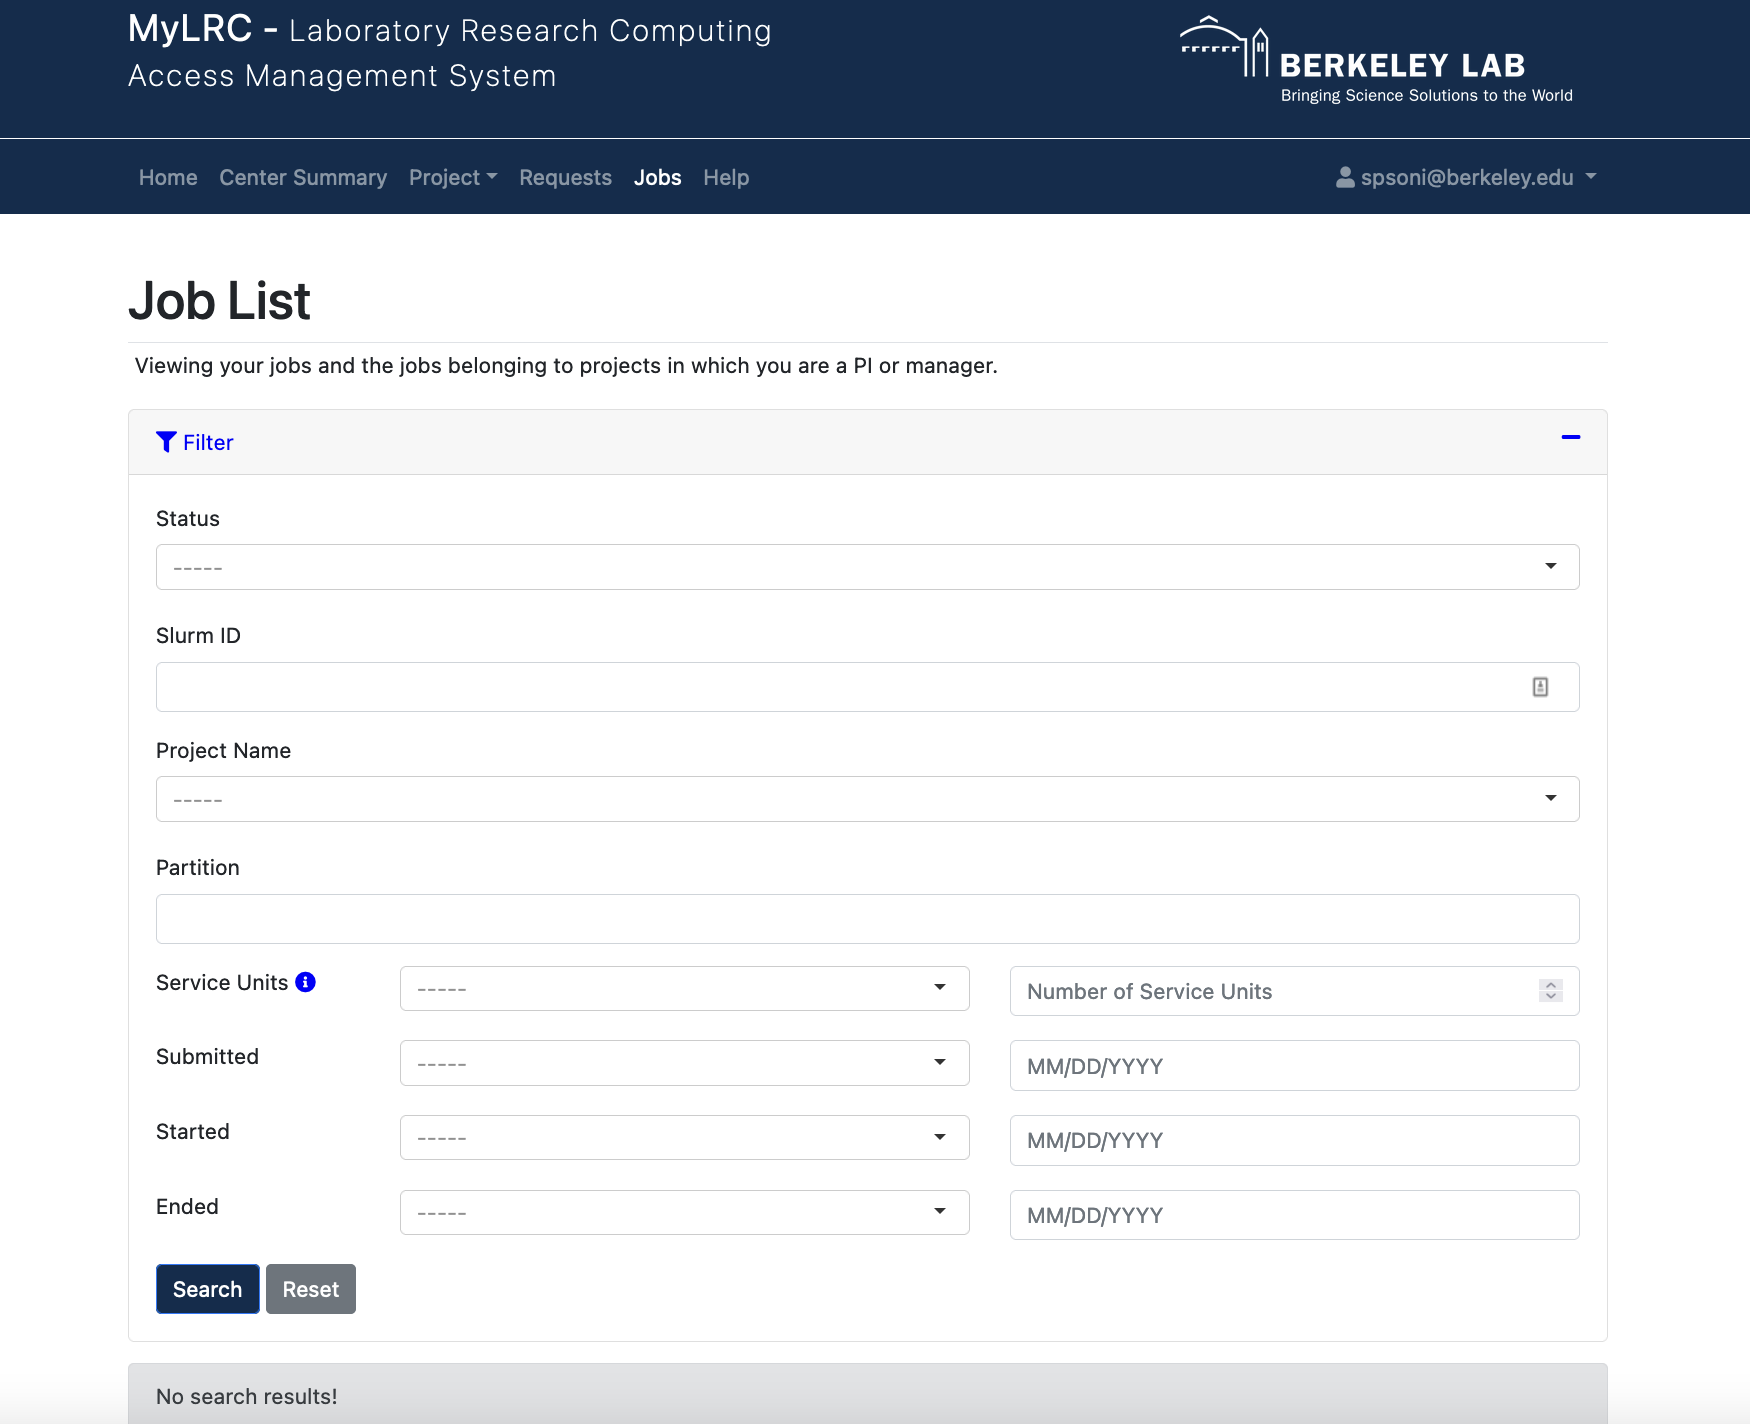 MyLRC - Laboratory Research Computing
Access Management System
BERKELEY LAB
Bringing Science Solutions to the World
Home Center Summary Project Requests Jobs Help spsoni@berkeley.edu
Job List
Viewing your jobs and the jobs belonging to projects in which you are a PI or manager.
Filter
Status
-----
Slurm ID
Project Name
-----
Partition
Service Units ----- Number of Service Units
Submitted ----- MM/DD/YYYY
Started ----- MM/DD/YYYY
Ended ----- MM/DD/YYYY
Search Reset
No search results!